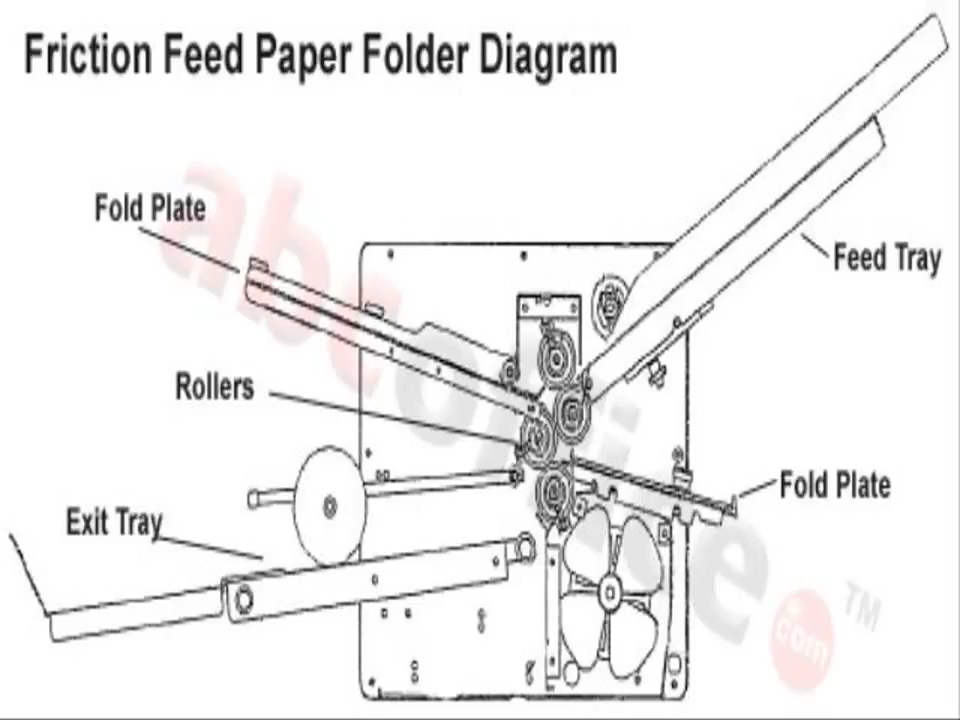 Friction Feed Paper Folder Diagram
Fold Plate
Feed Tray
Rollers
Fold Plate
Exit Tray
abcoffice
.com
TM